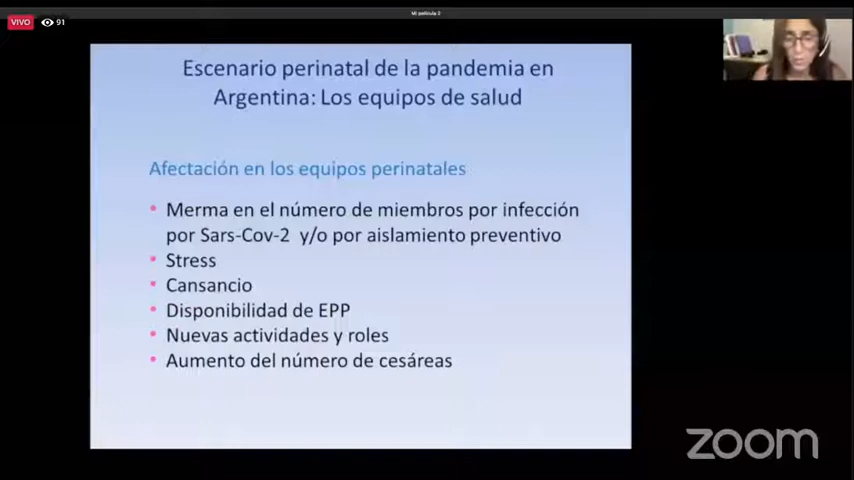 Mi película 2
VIVO 91
Escenario perinatal de la pandemia en
Argentina: Los equipos de salud
Afectación en los equipos perinatales
• Merma en el número de miembros por infección
por Sars-Cov-2 y/o por aislamiento preventivo
• Stress
• Cansancio
• Disponibilidad de EPP
• Nuevas actividades y roles
• Aumento del número de cesáreas
zoom